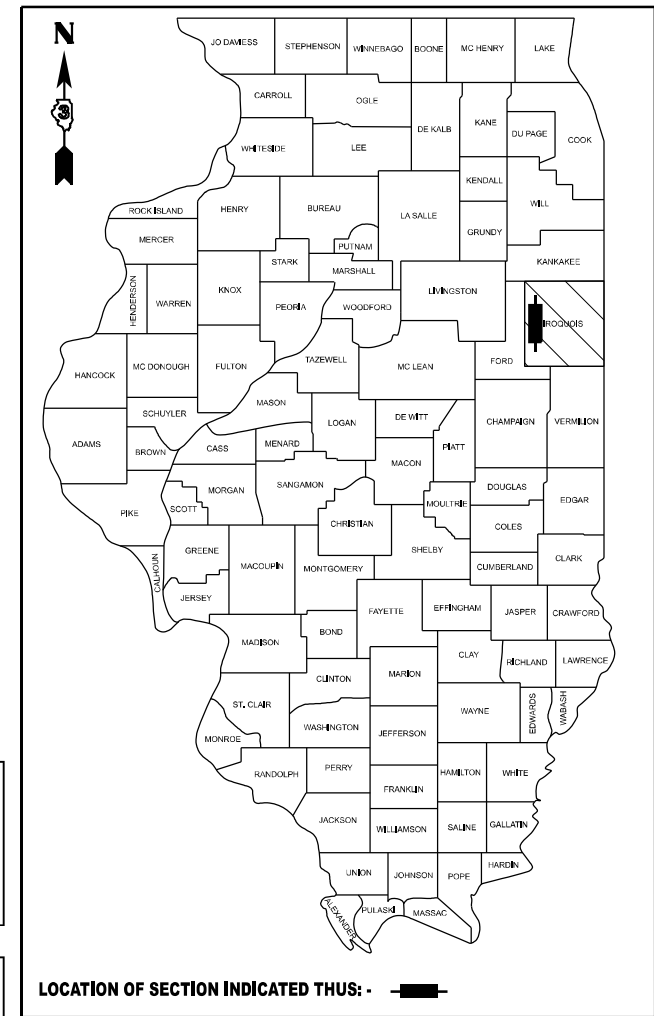 N
3
JO DAVIESS STEPHENSON WINNEBAGO BOONE MC HENRY LAKE
CARROLL OGLE DE KALB KANE DU PAGE COOK
WHITESIDE LEE
KENDALL WILL
ROCK ISLAND HENRY BUREAU LA SALLE GRUNDY
MERCER PUTNAM KANKAKEE
HENDERSON WARREN KNOX STARK MARSHALL LIVINGSTON
PEORIA WOODFORD IROQUOIS
HANCOCK MC DONOUGH FULTON TAZEWELL MC LEAN FORD
SCHUYLER MASON LOGAN DE WITT CHAMPAIGN VERMILION
ADAMS BROWN CASS MENARD MACON PIATT
PIKE SCOTT MORGAN SANGAMON MOULTRIE DOUGLAS EDGAR
CHRISTIAN COLES
CALHOUN GREENE MACOUPIN MONTGOMERY SHELBY CUMBERLAND CLARK
JERSEY FAYETTE EFFINGHAM JASPER CRAWFORD
MADISON BOND
CLAY RICHLAND LAWRENCE
CLINTON MARION
ST. CLAIR WAYNE EDWARDS WABASH
MONROE WASHINGTON JEFFERSON
RANDOLPH PERRY HAMILTON WHITE
FRANKLIN
JACKSON WILLIAMSON SALINE GALLATIN
UNION JOHNSON POPE HARDIN
ALEXANDER PULASKI MASSAC
LOCATION OF SECTION INDICATED THUS: -